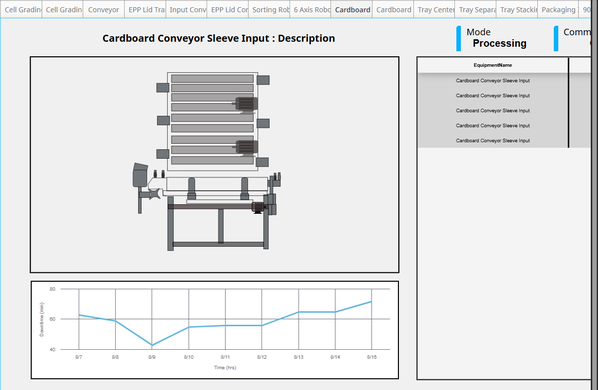 Cell Gradin
Cell Gradin
Conveyor
EPP Lid Tra
Input Conv
EPP Lid Con
Sorting Rob
6 Axis Robo
Cardboard
Cardboard
Tray Center
Tray Separ
Tray Stacki
Packaging
90
Cardboard Conveyor Sleeve Input : Description
Mode
Processing
Comm
EquipmentName
Cardboard Conveyor Sleeve Input
Cardboard Conveyor Sleeve Input
Cardboard Conveyor Sleeve Input
Cardboard Conveyor Sleeve Input
Cardboard Conveyor Sleeve Input
80
60
40
8/7
8/8
8/9
8/10
8/11
8/12
8/13
8/14
8/15
Time (hrs)